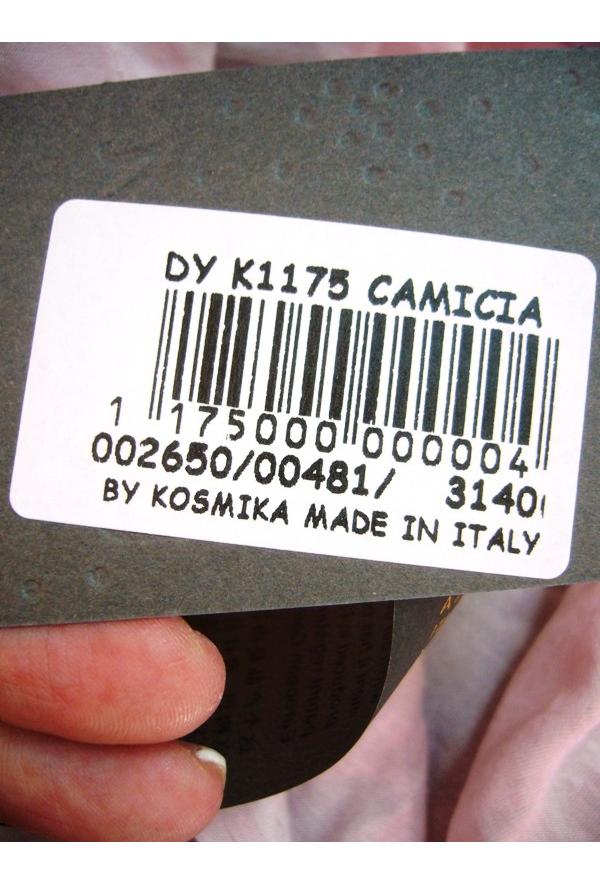 DY K1175 CAMICIA
1 175000 000004
002650/00481/ 3140
BY KOSMIKA MADE IN ITALY